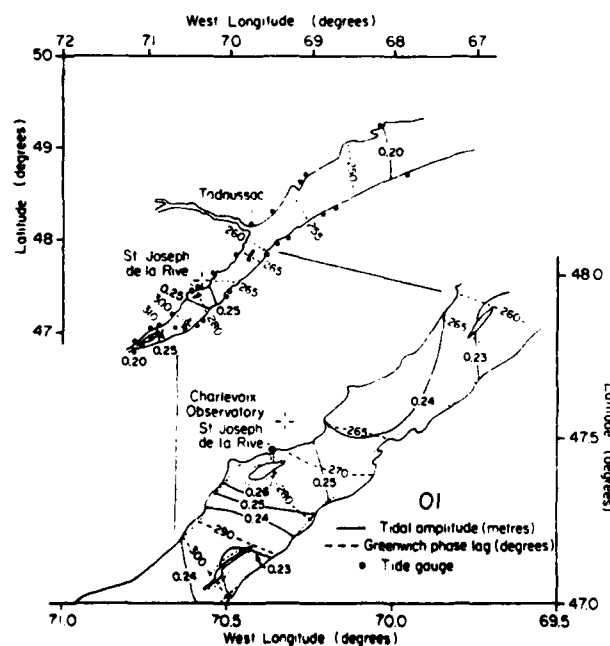 West Longitude (degrees)
72 71 70 69 68 67
50
49
48
47
Latitude (degrees)
Tadoussac
0.20
250
255
260
265
St Joseph
de la Rive
265
0.25
300
310
0.25
280
0.25
0.20
48.0
260
265
0.23
0.24
Charlevoix
Observatory
St Joseph
de la Rive
265
270
0.25
280
47.5
0.26
0.25
0.24
290
300
0.24
0.23
O1
Tidal amplitude (metres)
Greenwich phase lag (degrees)
Tide gauge
Latitude (degrees)
47.0
71.0 70.5 70.0 69.5
West Longitude (degrees)